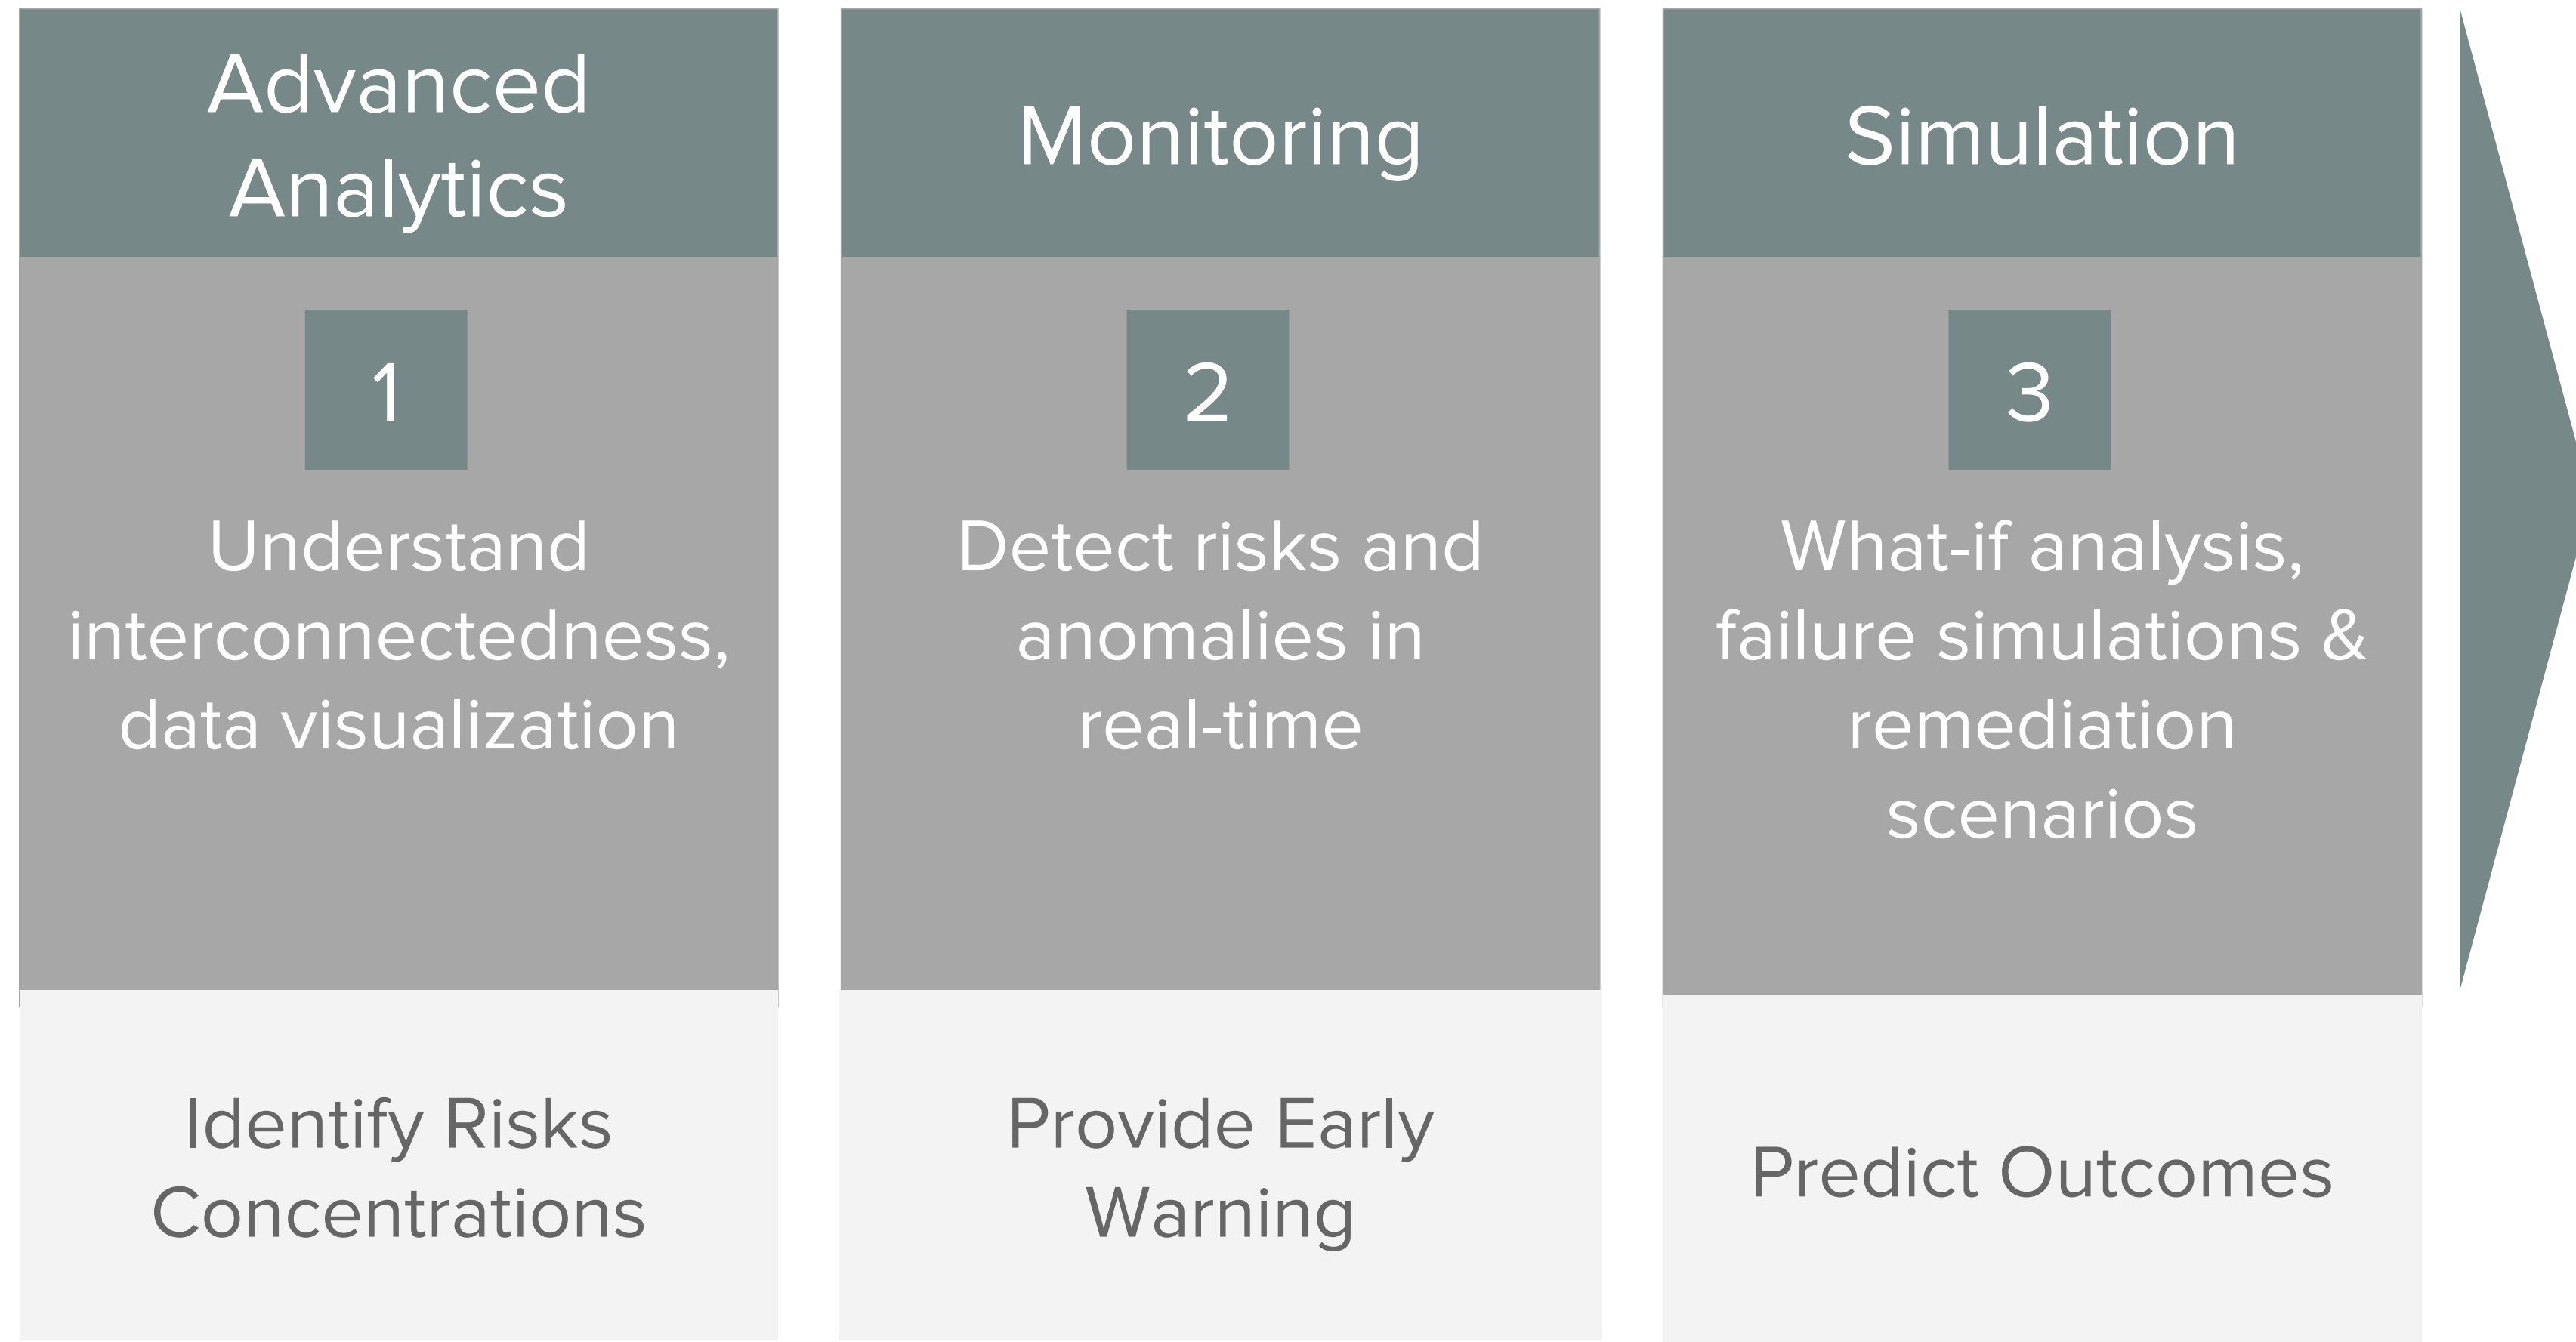 Advanced
Analytics
1
Understand
interconnectedness,
data visualization
Identify Risks
Concentrations
Monitoring
2
Detect risks and
anomalies in
real-time
Provide Early
Warning
Simulation
3
What-if analysis,
failure simulations &
remediation
scenarios
Predict Outcomes